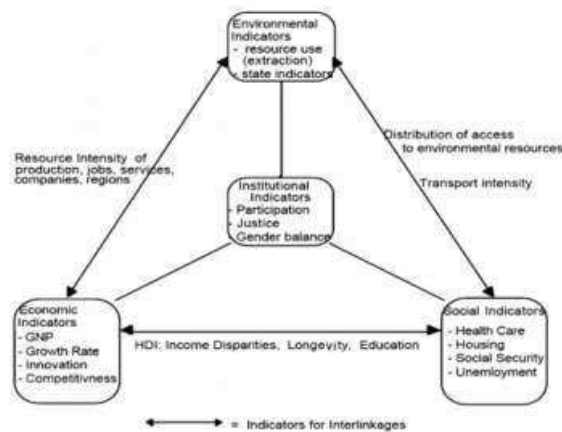 Environmental
Indicators
- resource use
(extraction)
- state indicators
Distribution of access
to environmental resources
Resource Intensity of
production, jobs, services,
companies, regions
Transport intensity
Institutional
Indicators
- Participation
- Justice
Gender balance
Economic
Indicators
- GNP
- Growth Rate
- Innovation
- Competitivness
Social Indicators
- Health Care
- Housing
- Social Security
- Unemloyment
HDI: Income Disparities, Longevity, Education
= Indicators for Interlinkages